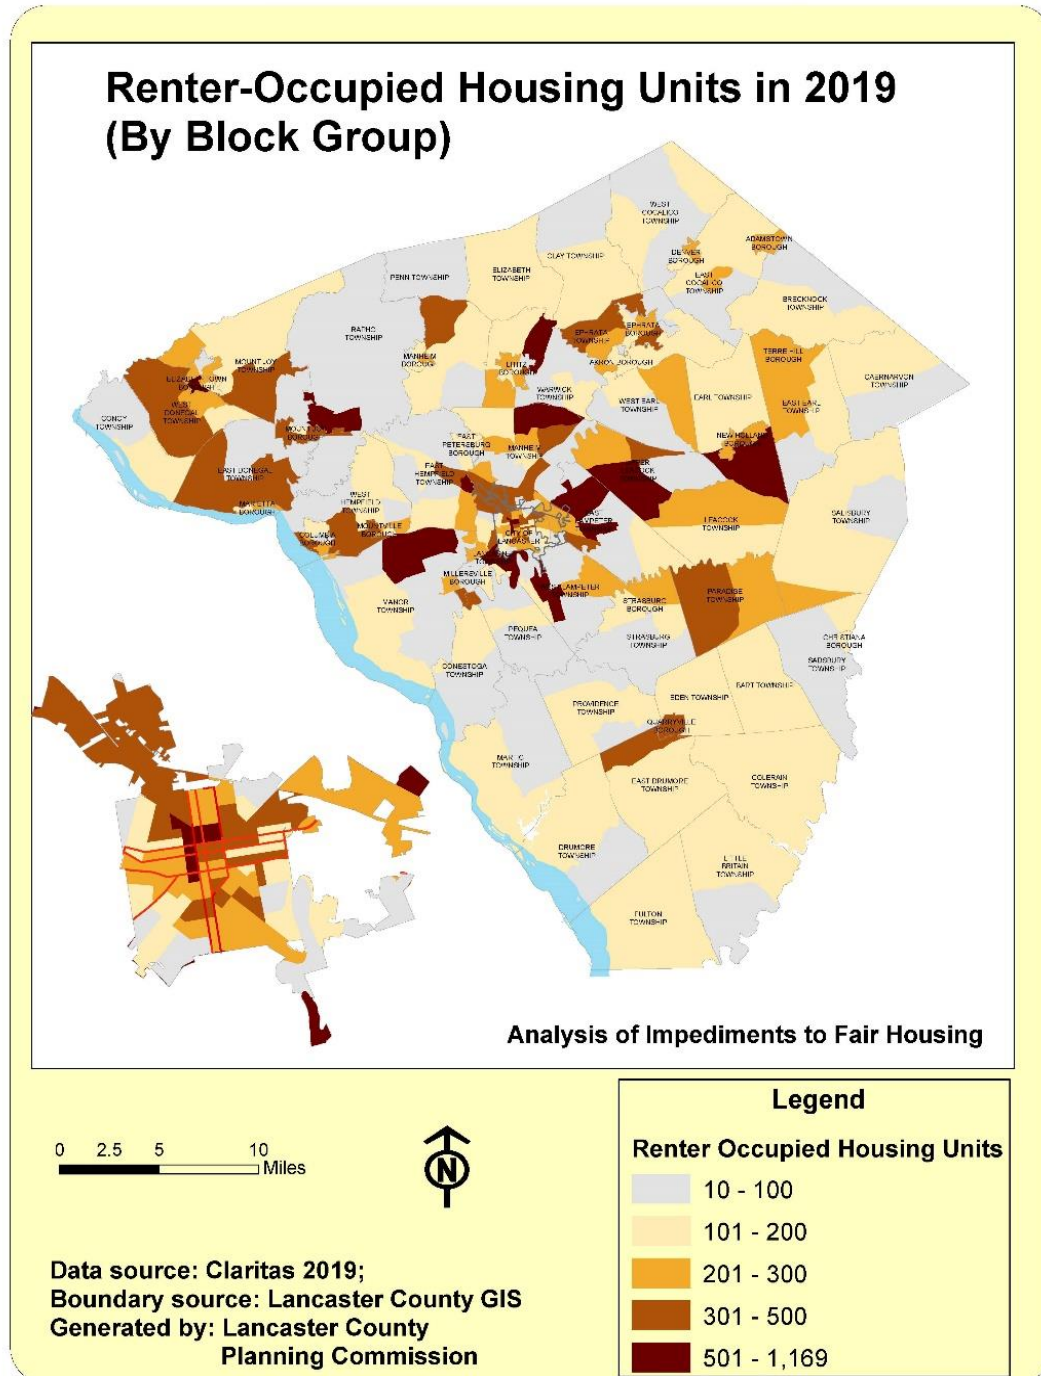 Renter-Occupied Housing Units in 2019
(By Block Group)
WEST
COCALICO
TOWNSHIP
ADAMSTOWN
BOROUGH
DENVER
BOROUGH
CLAY TOWNSHIP
ELIZABETH
TOWNSHIP
PENN TOWNSHIP
EAST
COCALICO
TOWNSHIP
BRECKNOCK
TOWNSHIP
RAPHO
TOWNSHIP
EPHRATA
TOWNSHIP
EPHRATA
BOROUGH
MANHEIM
BOROUGH
MOUNT JOY
TOWNSHIP
LITITZ
BOROUGH
AKRON BOROUGH
TERRE HILL
BOROUGH
CAERNARVON
TOWNSHIP
WARWICK
TOWNSHIP
WEST EARL
TOWNSHIP
EARL TOWNSHIP
EAST EARL
TOWNSHIP
WEST
DONEGAL
TOWNSHIP
CONOY
TOWNSHIP
EAST
PETERSBURG
BOROUGH
NEW HOLLAND
BOROUGH
EAST DONEGAL
TOWNSHIP
EAST
HEMPFIELD
TOWNSHIP
MARIETTA
BOROUGH
WEST
HEMPFIELD
TOWNSHIP
SALISBURY
TOWNSHIP
LEACOCK
TOWNSHIP
MOUNTVILLE
BOROUGH
COLUMBIA
BOROUGH
CITY OF
LANCASTER
MILLERSVILLE
BOROUGH
MANOR
TOWNSHIP
STRASBURG
BOROUGH
PARADISE
TOWNSHIP
PEQUEA
TOWNSHIP
STRASBURG
TOWNSHIP
CHRISTIANA
BOROUGH
SADSBURY
TOWNSHIP
CONESTOGA
TOWNSHIP
BART TOWNSHIP
EDEN TOWNSHIP
PROVIDENCE
TOWNSHIP
QUARRYVILLE
BOROUGH
MARTIC
TOWNSHIP
EAST DRUMORE
TOWNSHIP
COLERAIN
TOWNSHIP
DRUMORE
TOWNSHIP
LITTLE
BRITAIN
TOWNSHIP
FULTON
TOWNSHIP
Analysis of Impediments to Fair Housing
0 2.5 5 10
Miles
N
Data source: Claritas 2019;
Boundary source: Lancaster County GIS
Generated by: Lancaster County
Planning Commission
Legend
Renter Occupied Housing Units
10 - 100
101 - 200
201 - 300
301 - 500
501 - 1,169